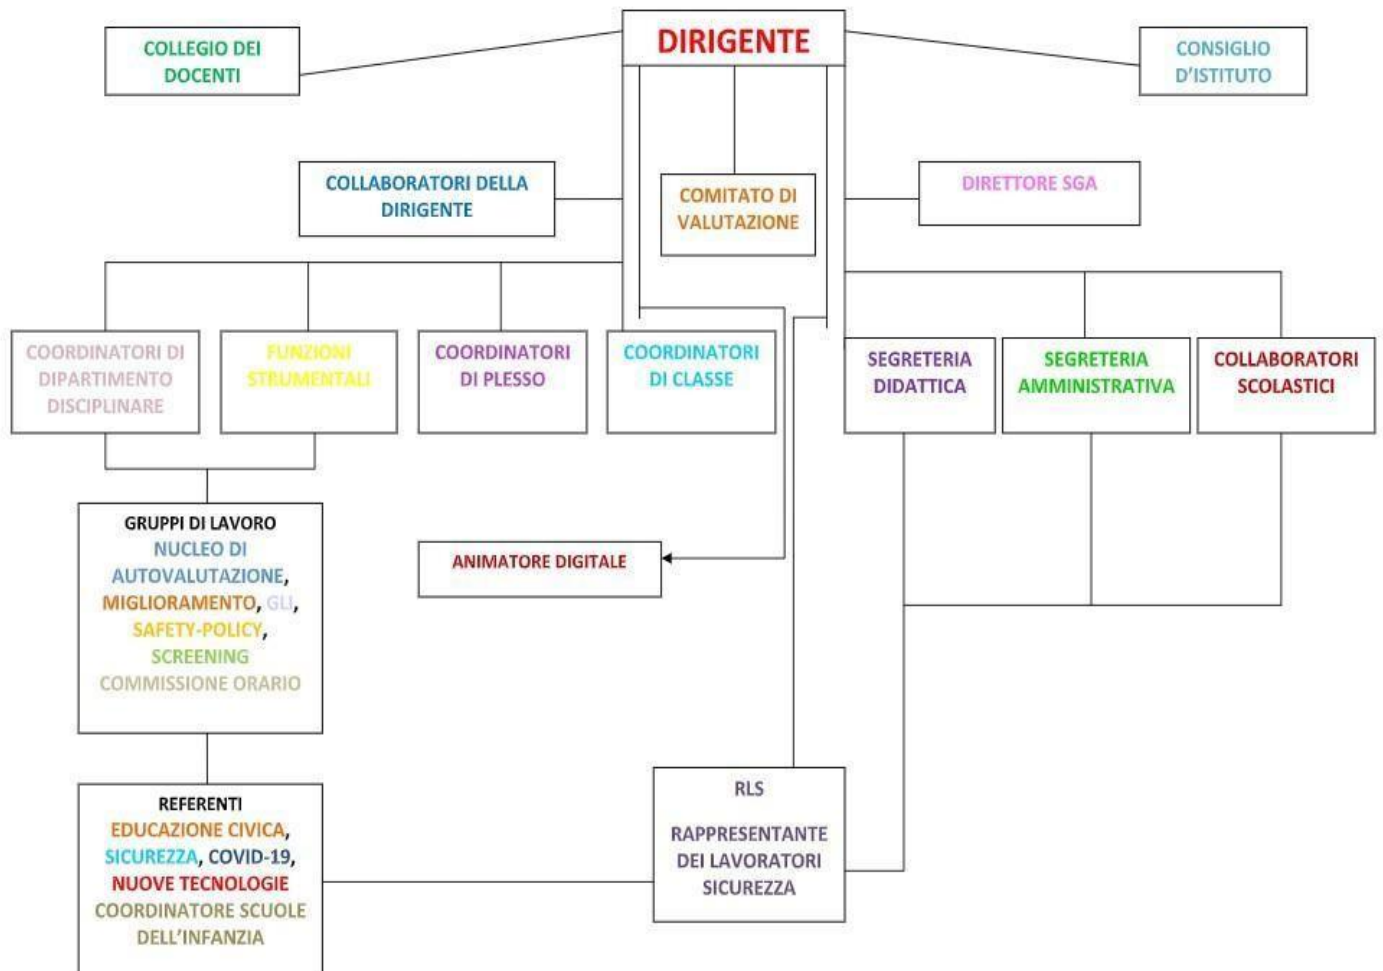 DIRIGENTE
COLLEGIO DEI
DOCENTI
CONSIGLIO
D'ISTITUTO
COLLABORATORI DELLA
DIRIGENTE
COMITATO DI
VALUTAZIONE
DIRETTORE SGA
COORDINATORI DI
DIPARTIMENTO
DISCIPLINARE
FUNZIONI
STRUMENTALI
COORDINATORI
DI PLESSO
COORDINATORI
DI CLASSE
SEGRETERIA
DIDATTICA
SEGRETERIA
AMMINISTRATIVA
COLLABORATORI
SCOLASTICI
GRUPPI DI LAVORO
NUCLEO DI
AUTOVALUTAZIONE,
MIGLIORAMENTO, GLI,
SAFETY-POLICY,
SCREENING
COMMISSIONE ORARIO
ANIMATORE DIGITALE
REFERENTI
EDUCAZIONE CIVICA,
SICUREZZA, COVID-19,
NUOVE TECNOLOGIE
COORDINATORE SCUOLE
DELL'INFANZIA
RLS
RAPPRESENTANTE
DEI LAVORATORI
SICUREZZA